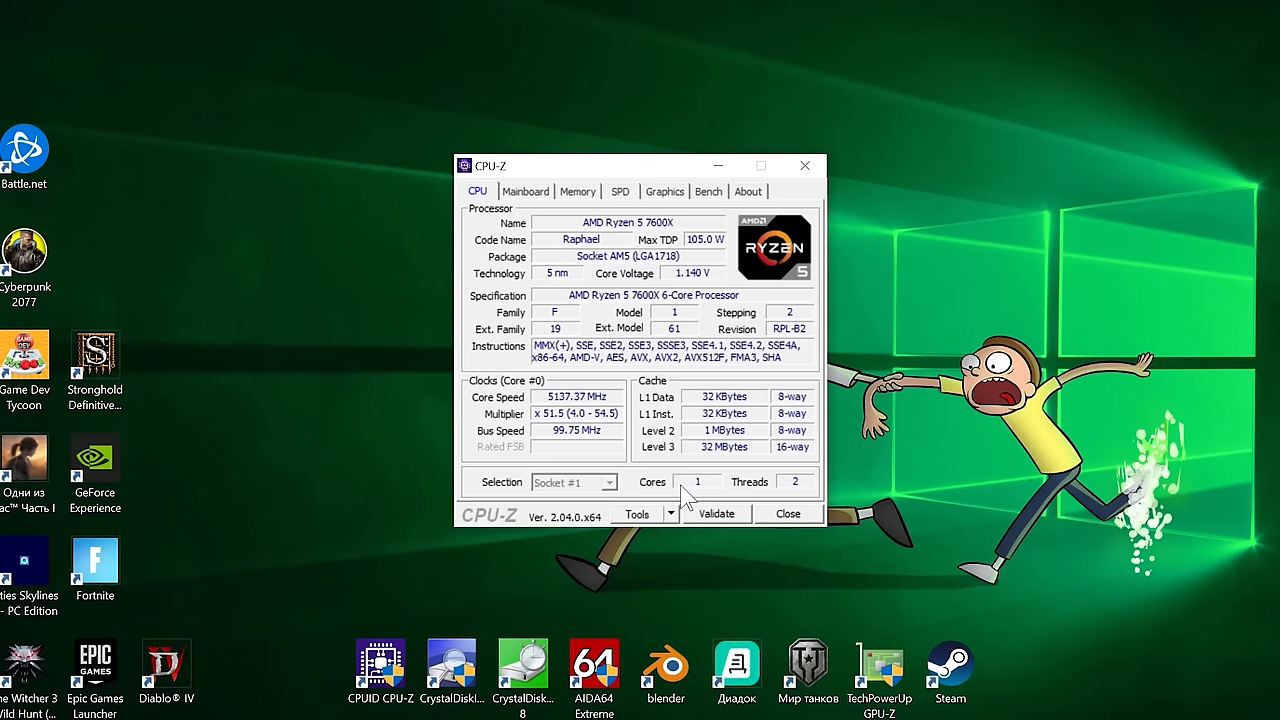 Battle.net
Cyberpunk
2077
Game Dev
Tycoon
Stronghold
Definitive...
Одни из
ас™ Часть I
GeForce
Experience
ties Skylines
- PC Edition
F
Fortnite
he Witcher 3
Wild Hunt (...
EPIC
GAMES
Epic Games
Launcher
Diablo® IV
CPU-Z
CPU Mainboard Memory SPD Graphics Bench About
Processor
Name AMD Ryzen 5 7600X
Code Name Raphael Max TDP 105.0 W
Package Socket AM5 (LGA1718)
Technology 5 nm Core Voltage 1.140 V
AMD
RYZEN
5
Specification AMD Ryzen 5 7600X 6-Core Processor
Family F Model 1 Stepping 2
Ext. Family 19 Ext. Model 61 Revision RPL-B2
Instructions MMX(+), SSE, SSE2, SSE3, SSSE3, SSE4.1, SSE4.2, SSE4A,
x86-64, AMD-V, AES, AVX, AVX2, AVX512F, FMA3, SHA
Clocks (Core #0)
Core Speed 5137.37 MHz
Multiplier x 51.5 (4.0 - 54.5)
Bus Speed 99.75 MHz
Rated FSB
Cache
L1 Data 32 KBytes 8-way
L1 Inst. 32 KBytes 8-way
Level 2 1 MBytes 8-way
Level 3 32 MBytes 16-way
Selection Socket #1 Cores 1 Threads 2
CPU-Z Ver. 2.04.0.x64 Tools Validate Close
CPUID CPU-Z
CrystalDiskI...
CrystalDisk...
8
64
AIDA64
Extreme
blender
Диадок
Мир танков
TechPowerUp
GPU-Z
Steam